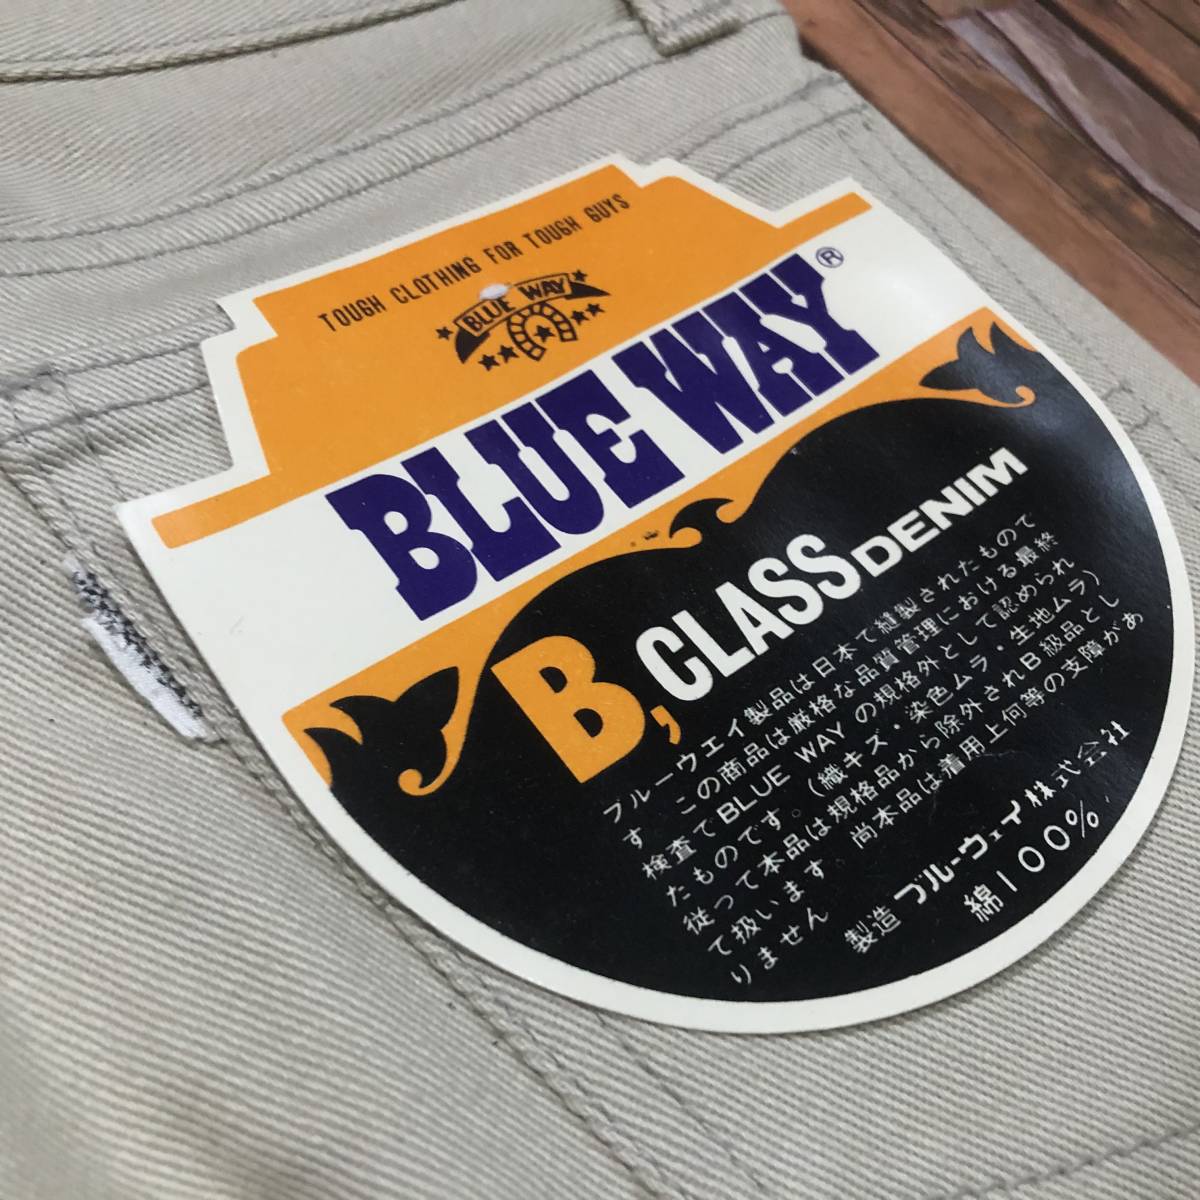 TOUGH CLOTHING FOR TOUGH GUYS
BLUE WAY
BLUE WAY®
B, CLASS DENIM
ブルーウェイ製品は日本で縫製されたもので
す。この商品は厳格な品質管理における最終
検査でBLUE WAY の規格外として認められ
たものです。(織キズ・染色ムラ・生地ムラ)
従って本品は規格品から除外されB級品とし
て扱います。尚本品は着用上何等の支障があ
りません。
製造 ブルーウェイ株式会社
綿100%